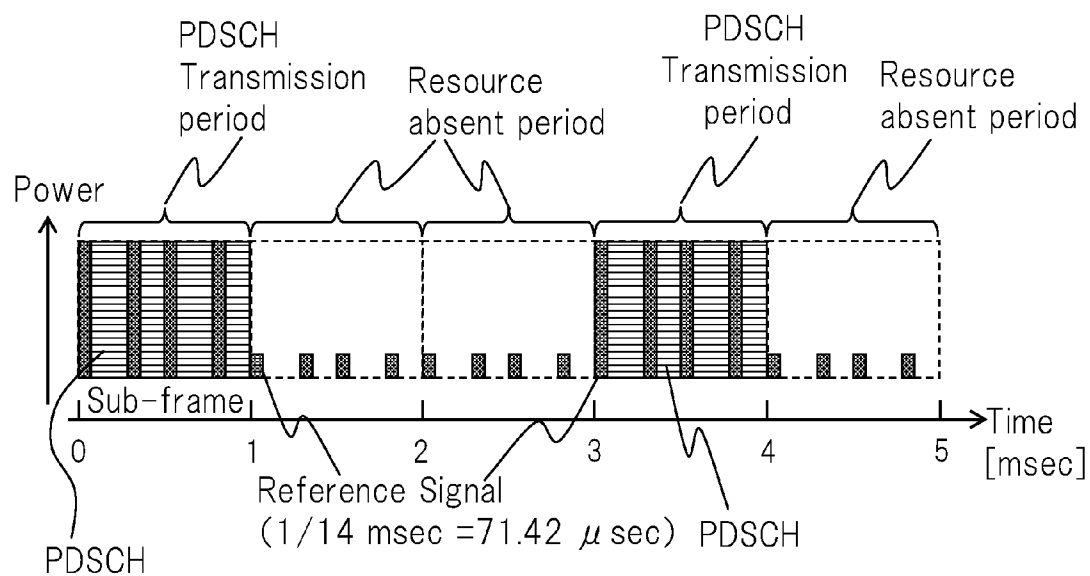 PDSCH
Transmission
period
Resource
absent period
PDSCH
Transmission
period
Resource
absent period
Power
Sub-frame
0
1
2
3
4
5
Time
[msec]
Reference Signal
(1/14 msec =71.42 μsec)
PDSCH
PDSCH